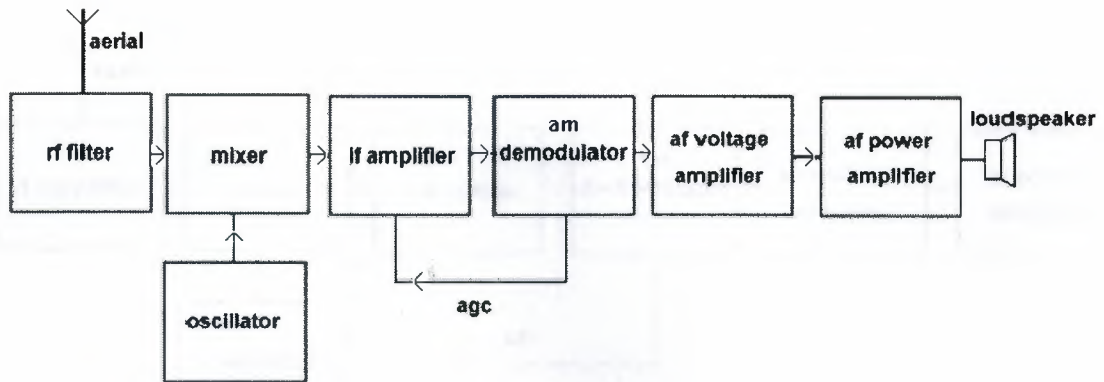 aerial
rf filter
mixer
if amplifier
am
demodulator
af voltage
amplifier
af power
amplifier
loudspeaker
oscillator
agc